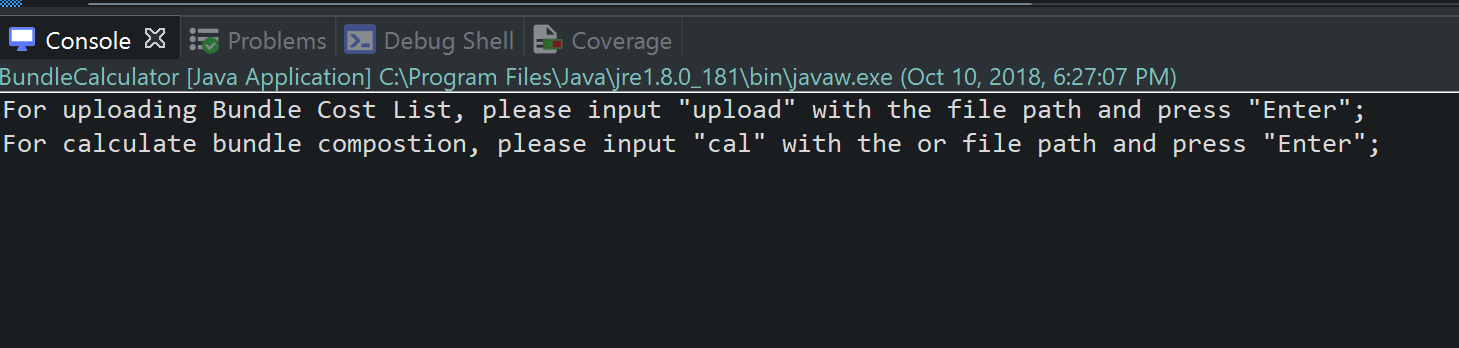 Console Problems Debug Shell Coverage
BundleCalculator [Java Application] C:\Program Files\Java\jre1.8.0_181\bin\javaw.exe (Oct 10, 2018, 6:27:07 PM)
For uploading Bundle Cost List, please input "upload" with the file path and press "Enter";
For calculate bundle compostion, please input "cal" with the or file path and press "Enter";